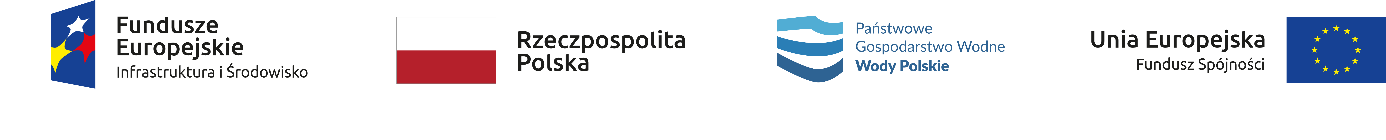 Fundusze
Europejskie
Infrastruktura i Środowisko
Rzeczpospolita
Polska
Państwowe
Gospodarstwo Wodne
Wody Polskie
Unia Europejska
Fundusz Spójności